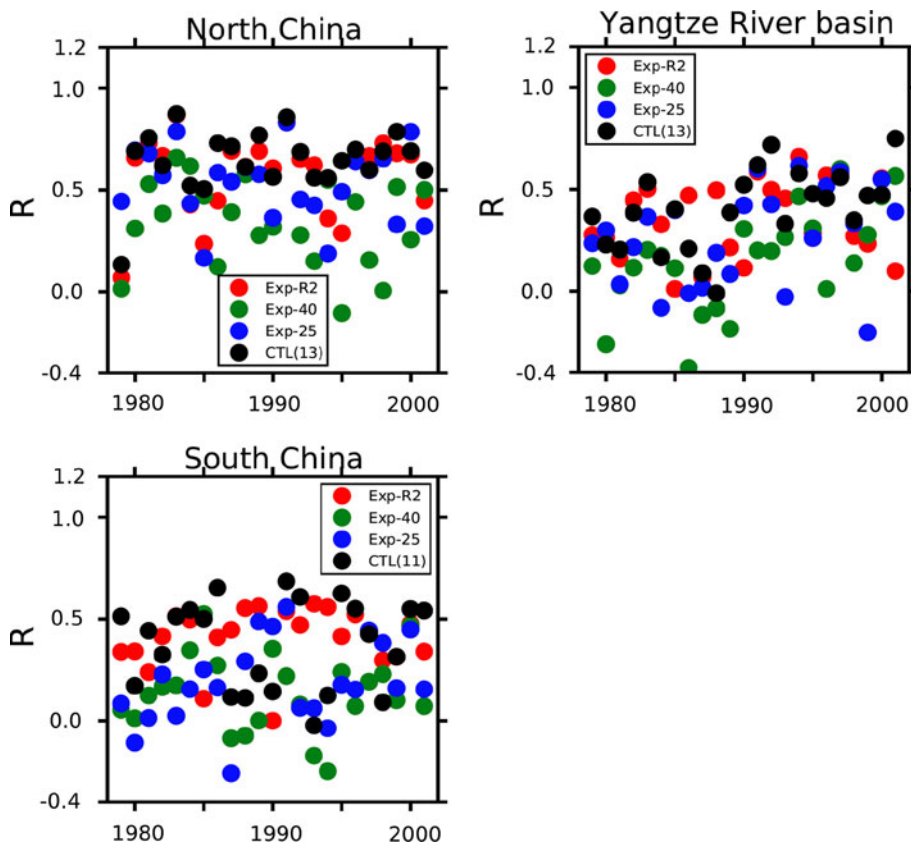 North China
R
1.2
1.0
0.5
0.0
-0.4
Exp-R2
Exp-40
Exp-25
CTL(13)
1980
1990
2000
Yangtze River basin
R
1.2
1.0
0.5
0.0
-0.4
Exp-R2
Exp-40
Exp-25
CTL(13)
1980
1990
2000
South China
R
1.2
1.0
0.5
0.0
-0.4
Exp-R2
Exp-40
Exp-25
CTL(11)
1980
1990
2000